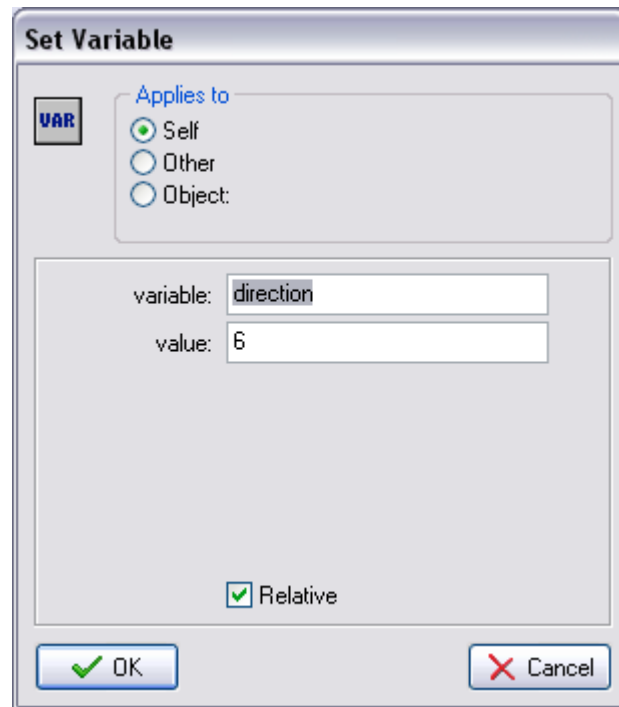 Set Variable
VAR
Applies to
Self
Other
Object:
variable: direction
value: 6
Relative
OK Cancel